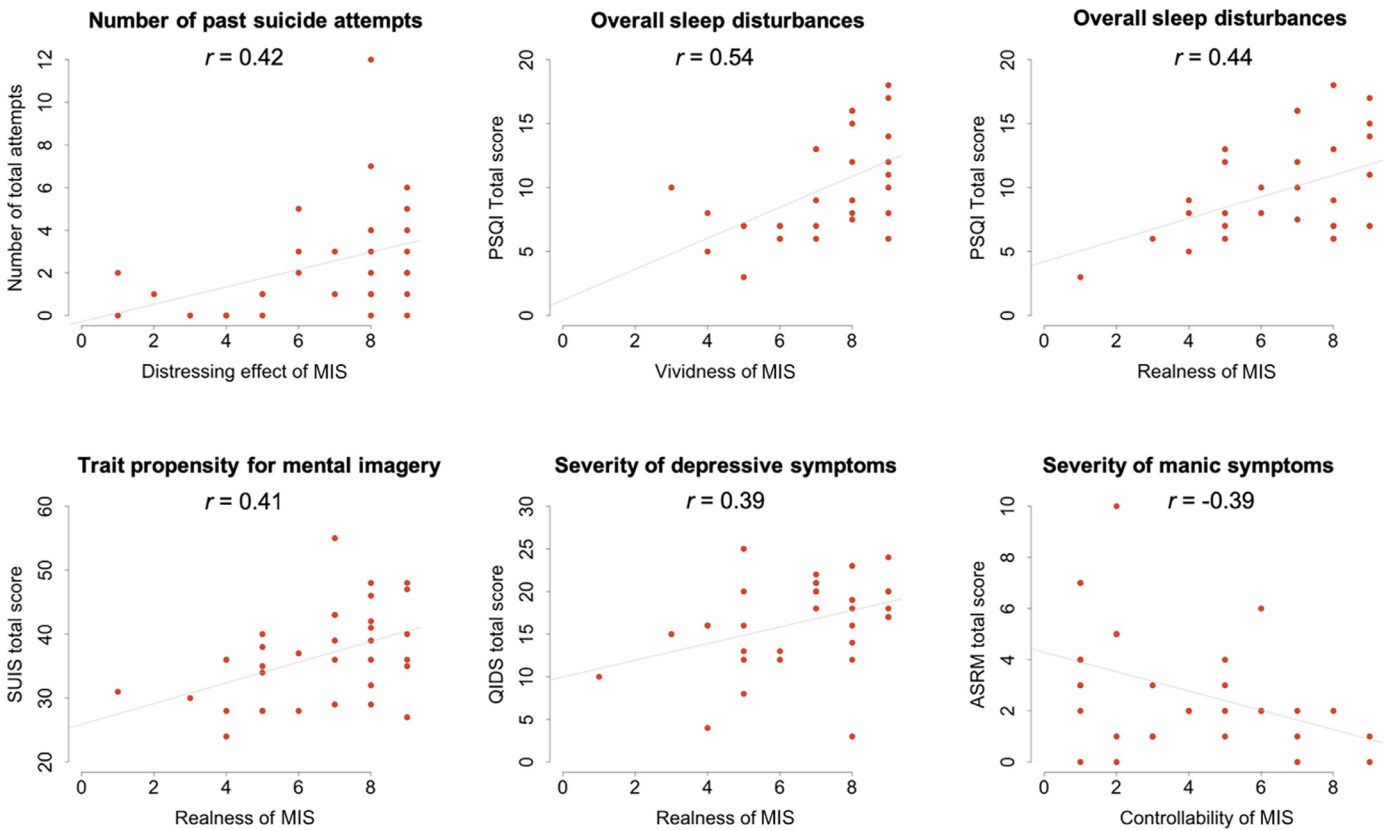 Number of past suicide attempts
r = 0.42
Number of total attempts
12
10
8
6
4
2
0
0 2 4 6 8
Distressing effect of MIS
Overall sleep disturbances
r = 0.54
PSQI Total score
20
15
10
5
0
0 2 4 6 8
Vividness of MIS
Overall sleep disturbances
r = 0.44
PSQI Total score
20
15
10
5
0
0 2 4 6 8
Realness of MIS
Trait propensity for mental imagery
r = 0.41
SUIS total score
60
50
40
30
20
0 2 4 6 8
Realness of MIS
Severity of depressive symptoms
r = 0.39
QIDS total score
30
25
20
15
10
5
0
0 2 4 6 8
Realness of MIS
Severity of manic symptoms
r = -0.39
ASRM total score
10
8
6
4
2
0
0 2 4 6 8
Controllability of MIS